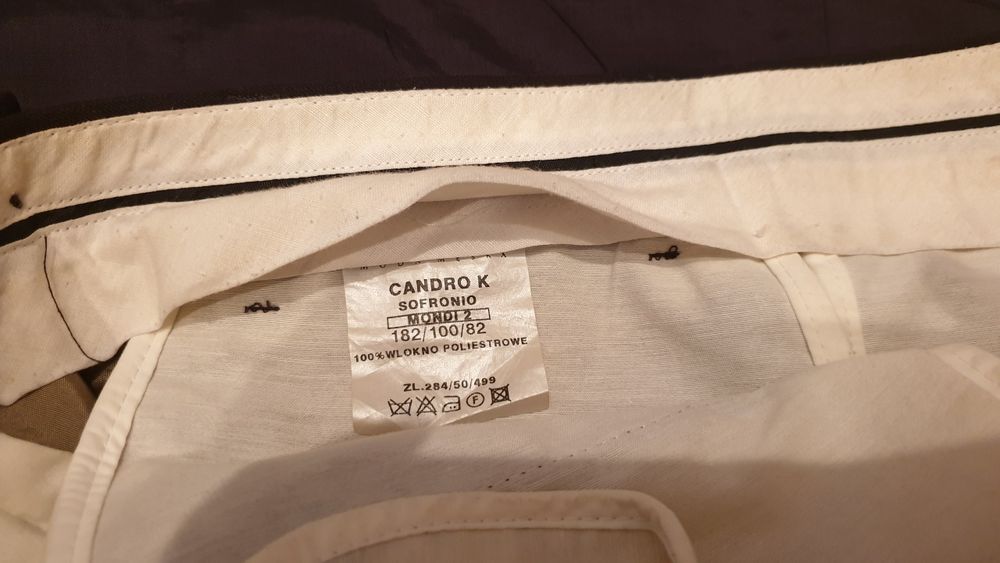 CANDRO K
SOFRONIO
MONDI 2
182/100/82
100% WLOKNO POLIESTROWE
ZL.284/50/499
F